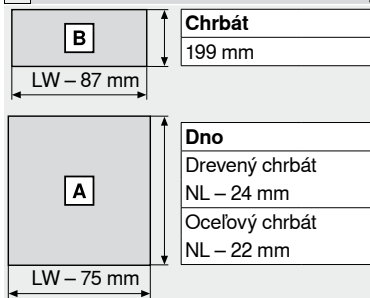 B
Chrbát
199 mm
LW – 87 mm
A
Dno
Drevený chrbát
NL – 24 mm
Oceľový chrbát
NL – 22 mm
LW – 75 mm